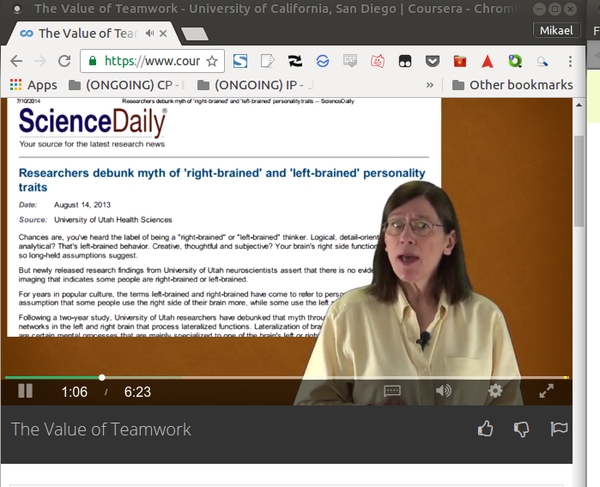 The Value of Teamwork - University of California, San Diego | Coursera - Chromi
The Value of Team
Mikael
https://www.cour
Apps (ONGOING) CP - (ONGOING) IP - » Other bookmarks
7/10/2014 Researchers debunk myth of 'right-brained' and 'left-brained' personality traits -- ScienceDaily
ScienceDaily
Your source for the latest research news
Researchers debunk myth of 'right-brained' and 'left-brained' personality
traits
Date: August 14, 2013
Source: University of Utah Health Sciences
Chances are, you've heard the label of being a "right-brained" or "left-brained" thinker. Logical, detail-orient
analytical? That's left-brained behavior. Creative, thoughtful and subjective? Your brain's right side function
so long-held assumptions suggest.
But newly released research findings from University of Utah neuroscientists assert that there is no evid
imaging that indicates some people are right-brained or left-brained.
For years in popular culture, the terms left-brained and right-brained have come to refer to perso
assumption that some people use the right side of their brain more, while some use the left
Following a two-year study, University of Utah researchers have debunked that myth throu
networks in the left and right brain that process lateralized functions. Lateralization of brai
are certain mental processes that are mainly specialized to one of the brain's left or right
1:06 / 6:23
The Value of Teamwork